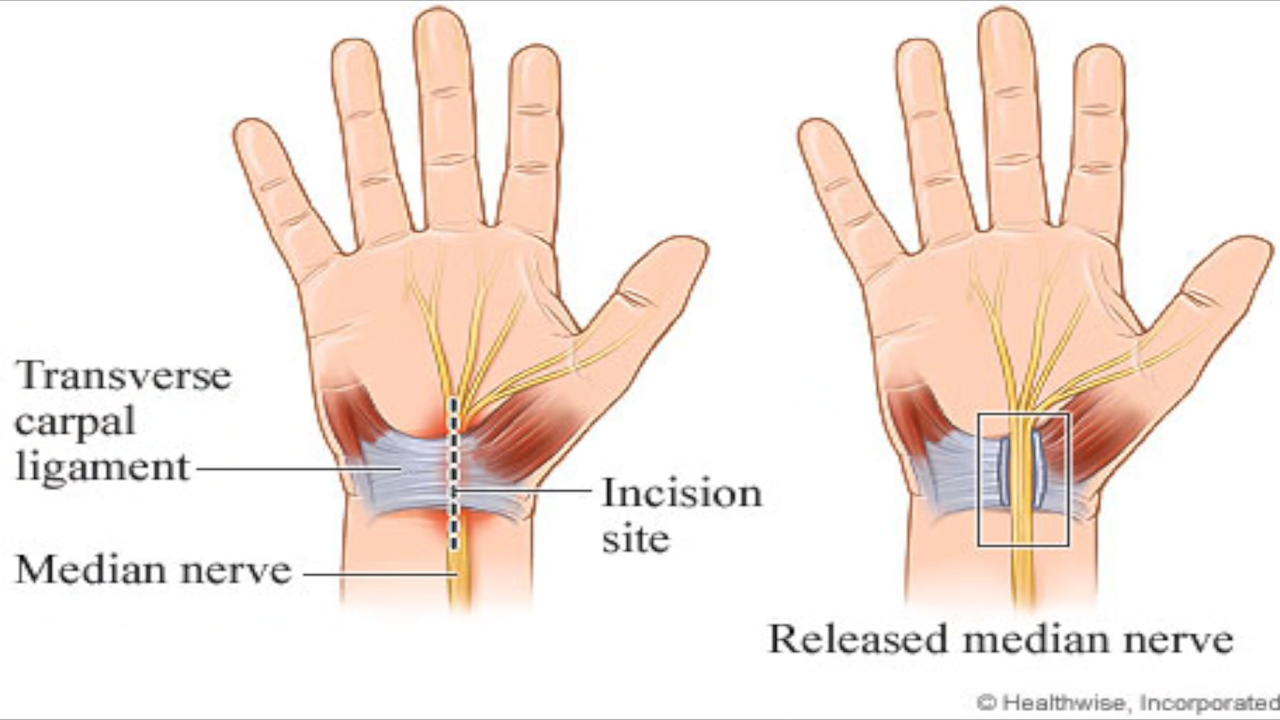 Transverse
carpal
ligament
Incision
site
Median nerve
Released median nerve
© Healthwise, Incorporated